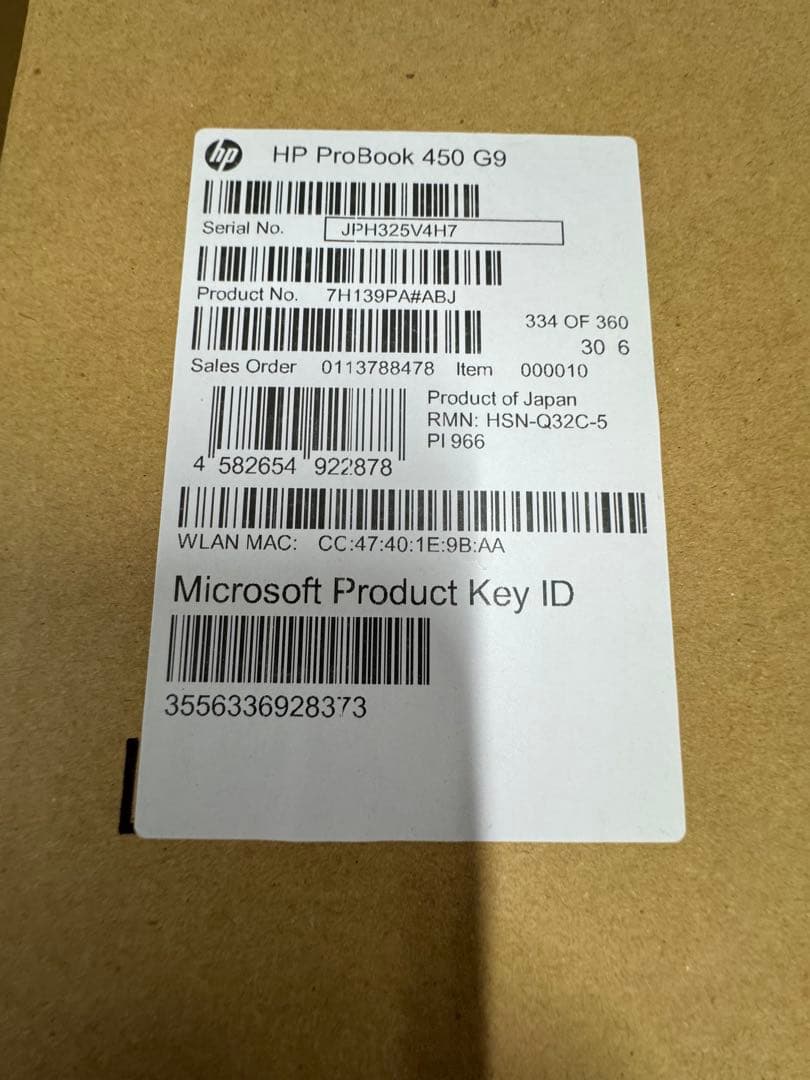 hp HP ProBook 450 G9
Serial No. JPH325V4H7
Product No. 7H139PA#ABJ
334 OF 360
30 6
Sales Order 0113788478 Item 000010
Product of Japan
RMN: HSN-Q32C-5
PI 966
4 582654 922878
WLAN MAC: CC:47:40:1E:9B:AA
Microsoft Product Key ID
3556336928373